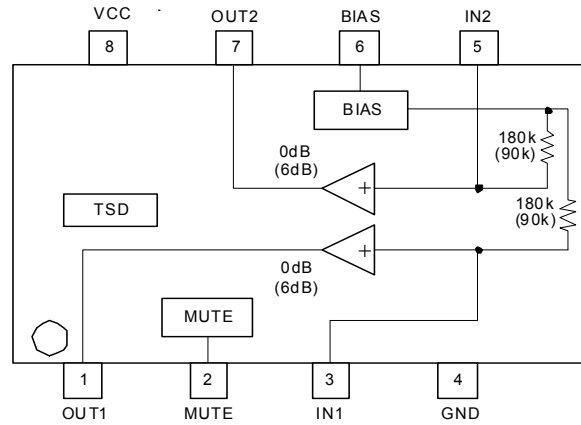 VCC
OUT2
BIAS
IN2
8
7
6
5
BIAS
0dB
(6dB)
180k
(90k)
TSD
+
180k
(90k)
+
0dB
(6dB)
MUTE
1
2
3
4
OUT1
MUTE
IN1
GND